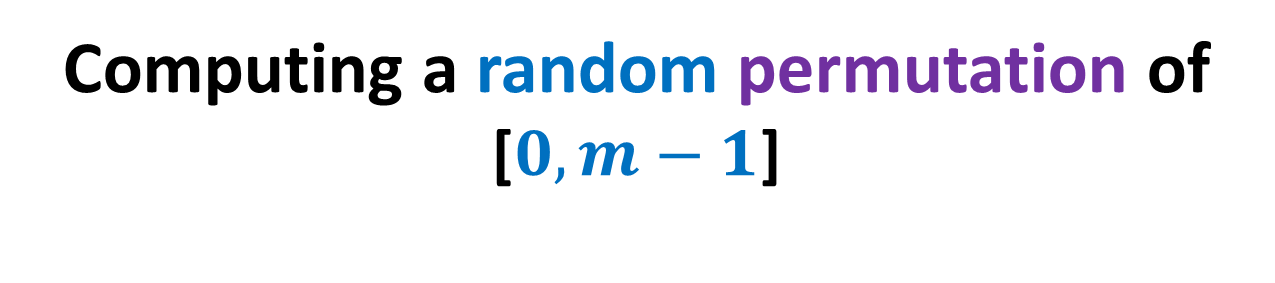 Computing a random permutation of
[0, m − 1]